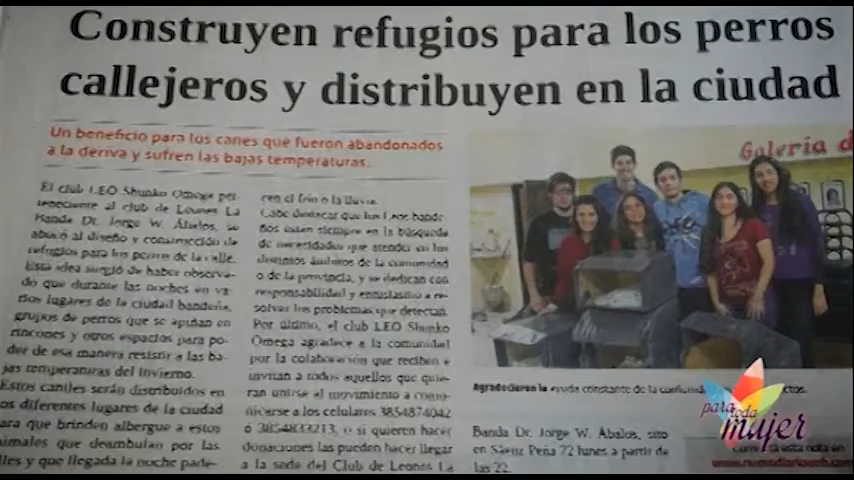 Construyen refugios para los perros
callejeros y distribuyen en la ciudad
Un beneficio para los canes que fueron abandonados
a la deriva y sufren las bajas temperaturas.
El club LEO Shunko Omega per-
teneciente al club de Leones La
Banda Dr. Jorge W. Ábalos, se
abocó al diseño y construcción de
refugios para los perros de la calle.
Esta idea surgió de haber observa-
do que durante las noches en va-
rios lugares de la ciudad bandeña,
grupos de perros que se apiñan en
rincones y otros espacios para po-
der de esa manera resistir a las ba-
jas temperaturas del invierno.
Estos caniles serán distribuidos en
os diferentes lugares de la ciudad
ara que brinden albergue a estos
nimales que deambulan por las
lles y que llegada la noche pade-
cen el frío o la lluvia.
Cabe destacar que los Leos bande-
ños están siempre en la búsqueda
de necesidades que atender en los
distintos ámbitos de la comunidad
o de la provincia, y se dedican con
responsabilidad y entusiasmo a re-
solver los problemas que detectan.
Por último, el club LEO Shunko
Omega agradece a la comunidad
por la colaboración que reciben e
invitan a todos aquellos que quie-
ran unirse al movimiento a comu-
nicarse a los celulares 3854874042
ó 3854833213, o si quieren hacer
donaciones las pueden hacer llegar
a la sede del Club de Leones La
Galería d
Agradecieron la ayuda constante de la comunid
Banda Dr. Jorge W. Ábalos, sito
en Sáenz Peña 72 lunes a partir de
las 22.
para
toda
mujer